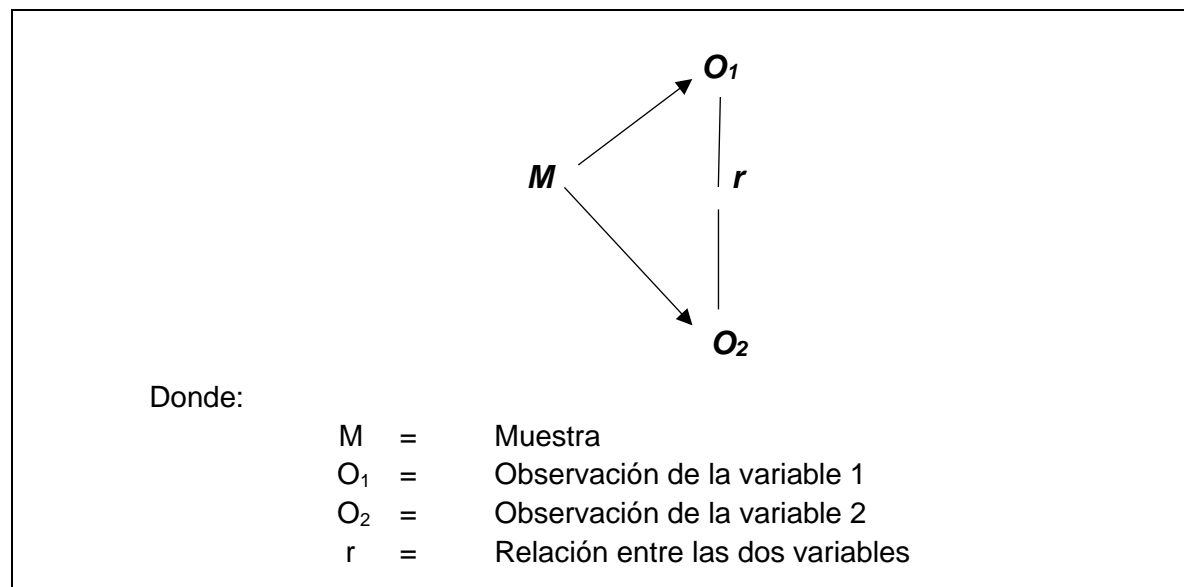 O₁
M r
O₂
Donde:
M = Muestra
O₁ = Observación de la variable 1
O₂ = Observación de la variable 2
r = Relación entre las dos variables